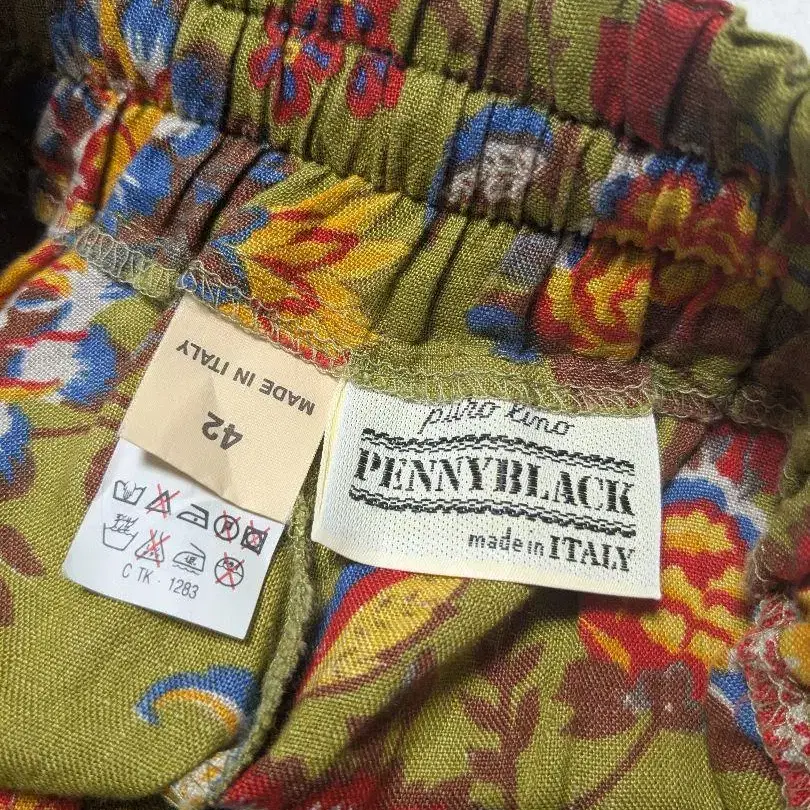 MADE IN ITALY
42
C TK · 1283
puro lino
PENNYBLACK
made in ITALY